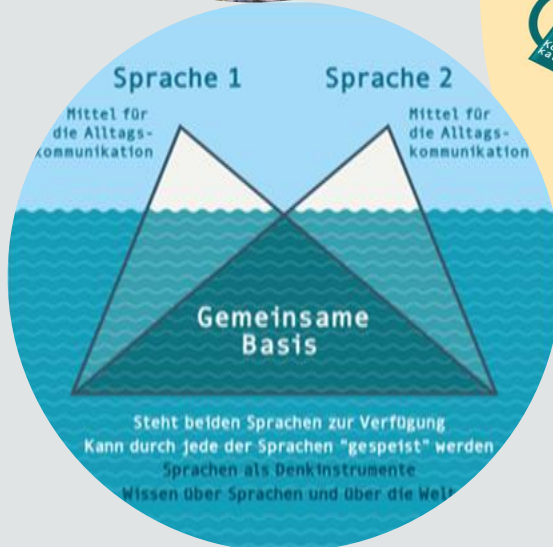 Sprache 1
Sprache 2
Mittel für
die Alltags-
kommunikation
Mittel für
die Alltags-
kommunikation
Gemeinsame
Basis
Steht beiden Sprachen zur Verfügung
Kann durch jede der Sprachen "gespeist" werden
Sprachen als Denkinstrumente
Wissen über Sprachen und über die Welt